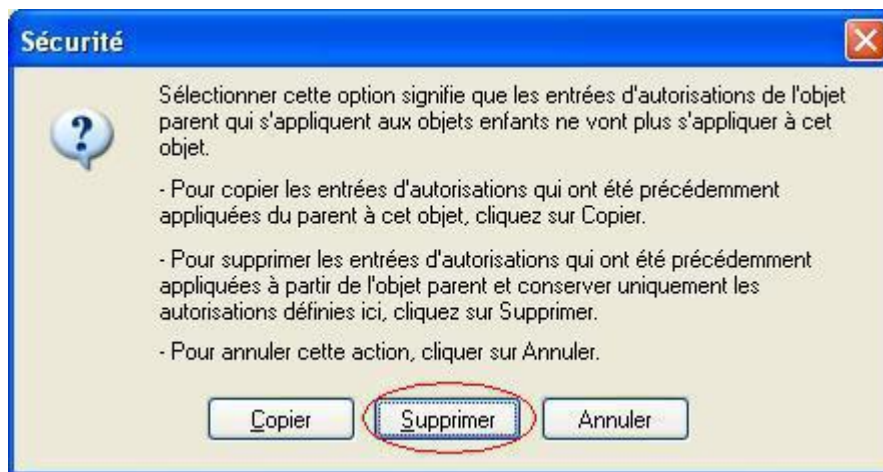 Sécurité
Sélectionner cette option signifie que les entrées d'autorisations de l'objet
parent qui s'appliquent aux objets enfants ne vont plus s'appliquer à cet
objet.
- Pour copier les entrées d'autorisations qui ont été précédemment
appliquées du parent à cet objet, cliquez sur Copier.
- Pour supprimer les entrées d'autorisations qui ont été précédemment
appliquées à partir de l'objet parent et conserver uniquement les
autorisations définies ici, cliquez sur Supprimer.
- Pour annuler cette action, cliquer sur Annuler.
Copier Supprimer Annuler